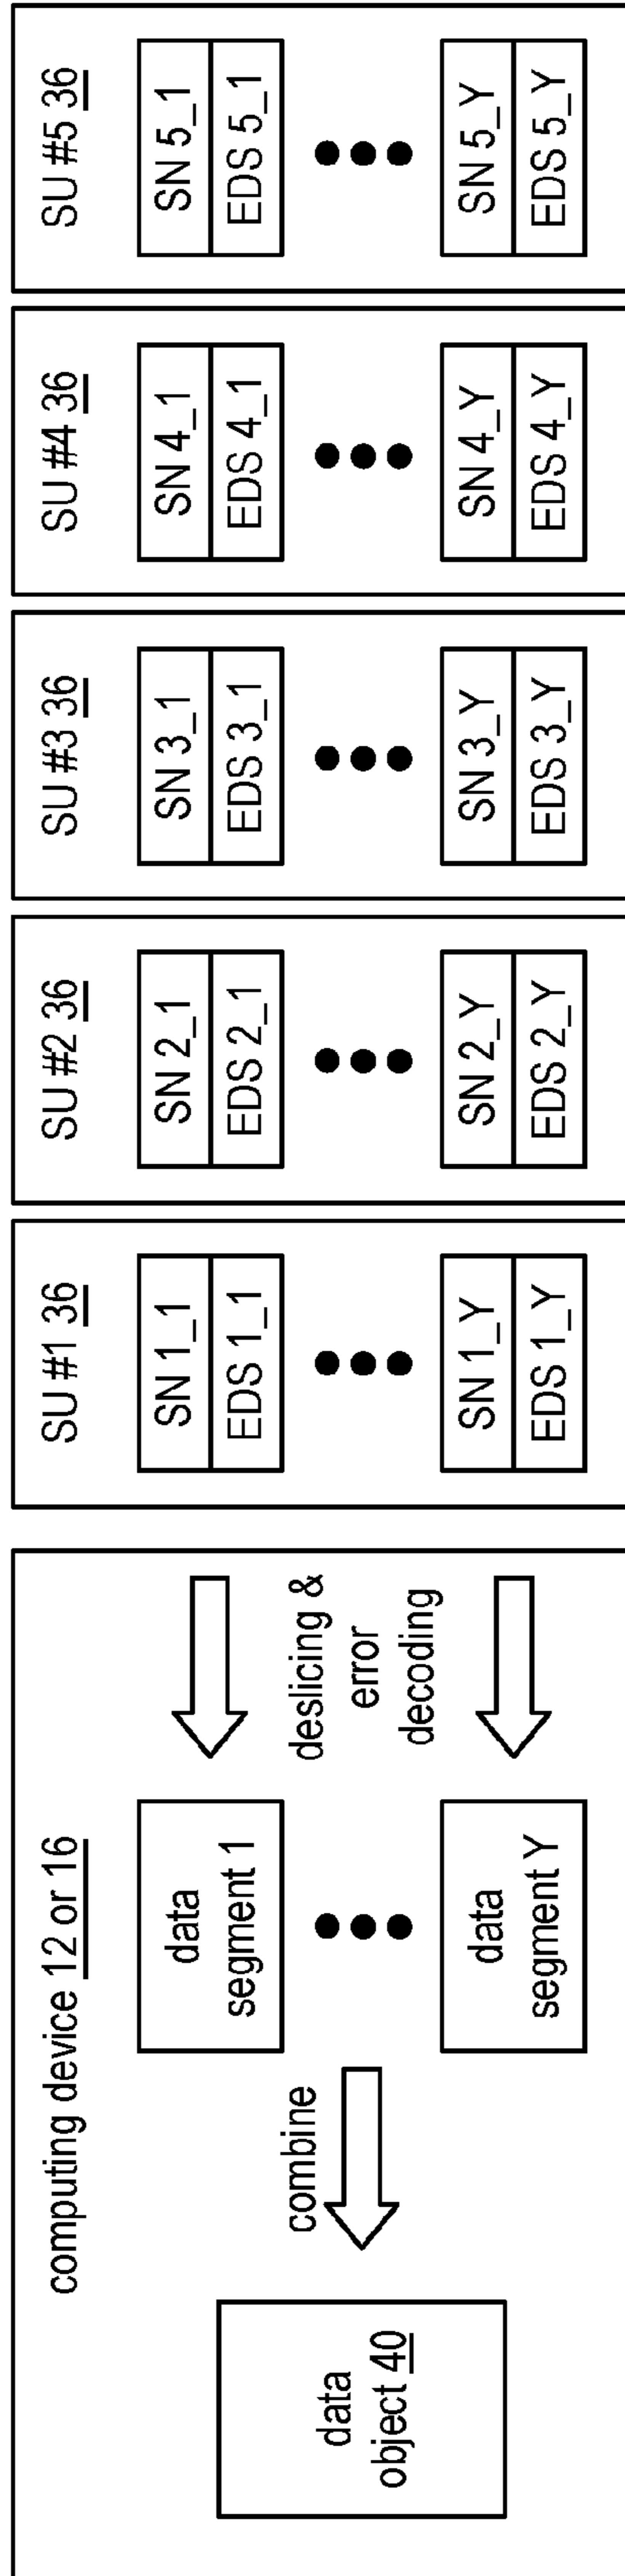 computing device 12 or 16
data
object 40
combine
data
segment 1
data
segment Y
deslicing &
error
decoding
SU #1 36
SN 1_1
EDS 1_1
SN 1_Y
EDS 1_Y
SU #2 36
SN 2_1
EDS 2_1
SN 2_Y
EDS 2_Y
SU #3 36
SN 3_1
EDS 3_1
SN 3_Y
EDS 3_Y
SU #4 36
SN 4_1
EDS 4_1
SN 4_Y
EDS 4_Y
SU #5 36
SN 5_1
EDS 5_1
SN 5_Y
EDS 5_Y